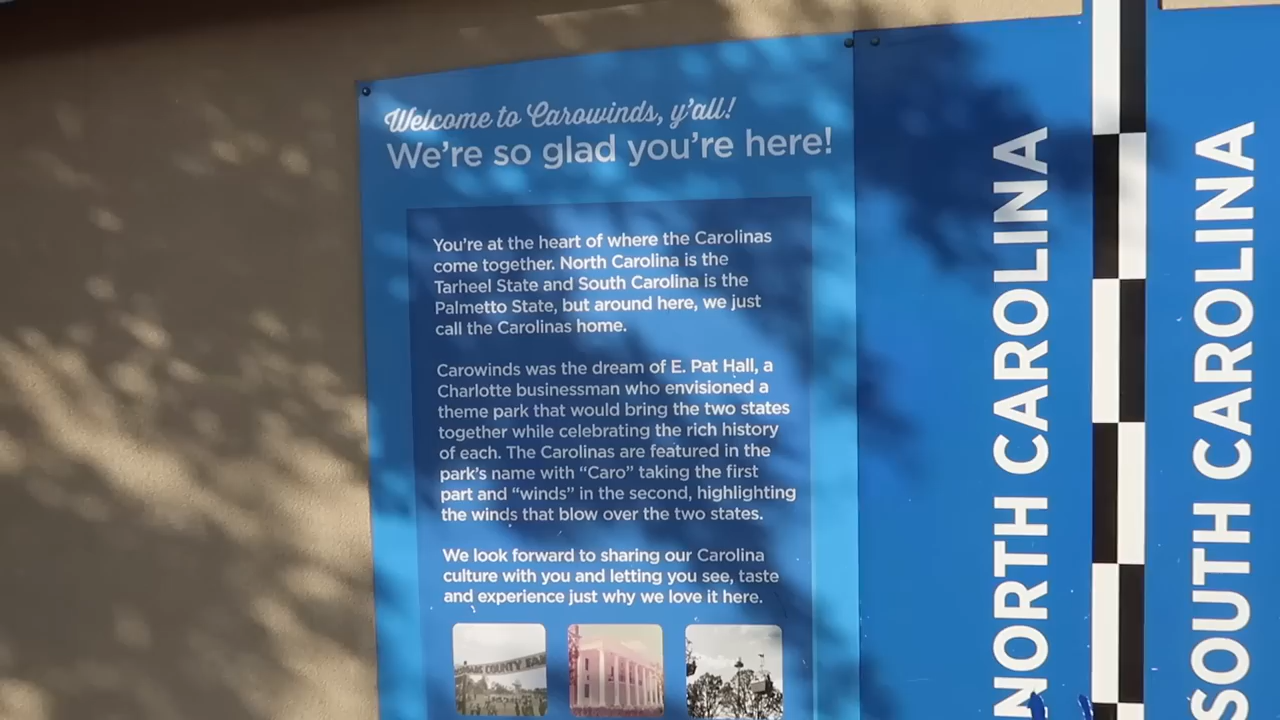 Welcome to Carowinds, y'all!
We're so glad you're here!
You're at the heart of where the Carolinas
come together. North Carolina is the
Tarheel State and South Carolina is the
Palmetto State, but around here, we just
call the Carolinas home.
Carowinds was the dream of E. Pat Hall, a
Charlotte businessman who envisioned a
theme park that would bring the two states
together while celebrating the rich history
of each. The Carolinas are featured in the
park's name with “Caro” taking the first
part and “winds” in the second, highlighting
the winds that blow over the two states.
We look forward to sharing our Carolina
culture with you and letting you see, taste
and experience just why we love it here.
COUNTY FAIR
NORTH CAROLINA
SOUTH CAROLINA